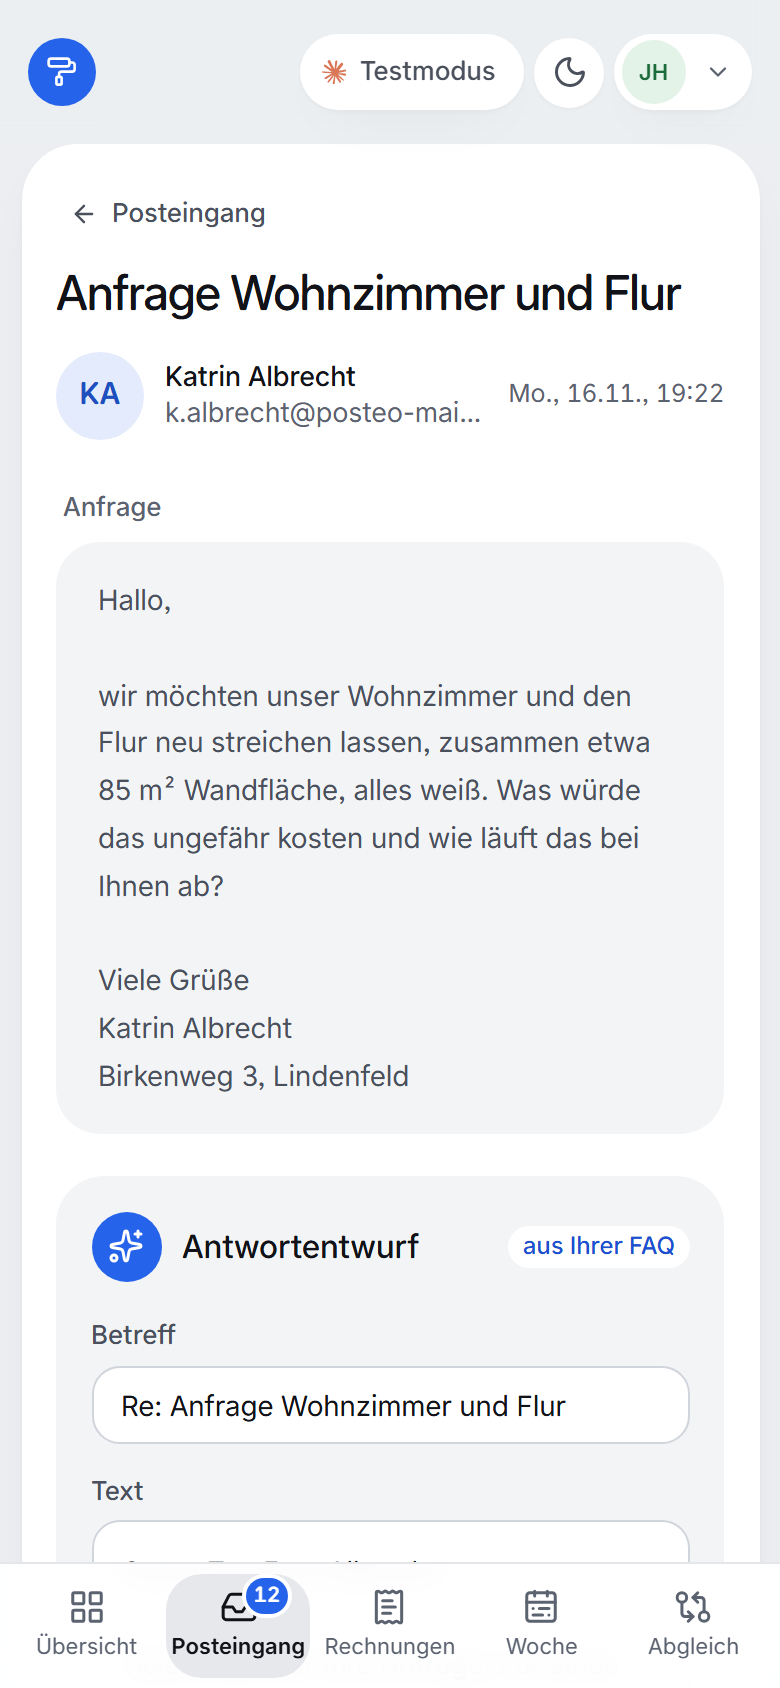 Testmodus
JH
Posteingang
Anfrage Wohnzimmer und Flur
KA
Katrin Albrecht
k.albrecht@posteo-mai...
Mo., 16.11., 19:22
Anfrage
Hallo,
wir möchten unser Wohnzimmer und den
Flur neu streichen lassen, zusammen etwa
85 m² Wandfläche, alles weiß. Was würde
das ungefähr kosten und wie läuft das bei
Ihnen ab?
Viele Grüße
Katrin Albrecht
Birkenweg 3, Lindenfeld
Antwortentwurf
aus Ihrer FAQ
Betreff
Re: Anfrage Wohnzimmer und Flur
Text
12
Übersicht
Posteingang
Rechnungen
Woche
Abgleich